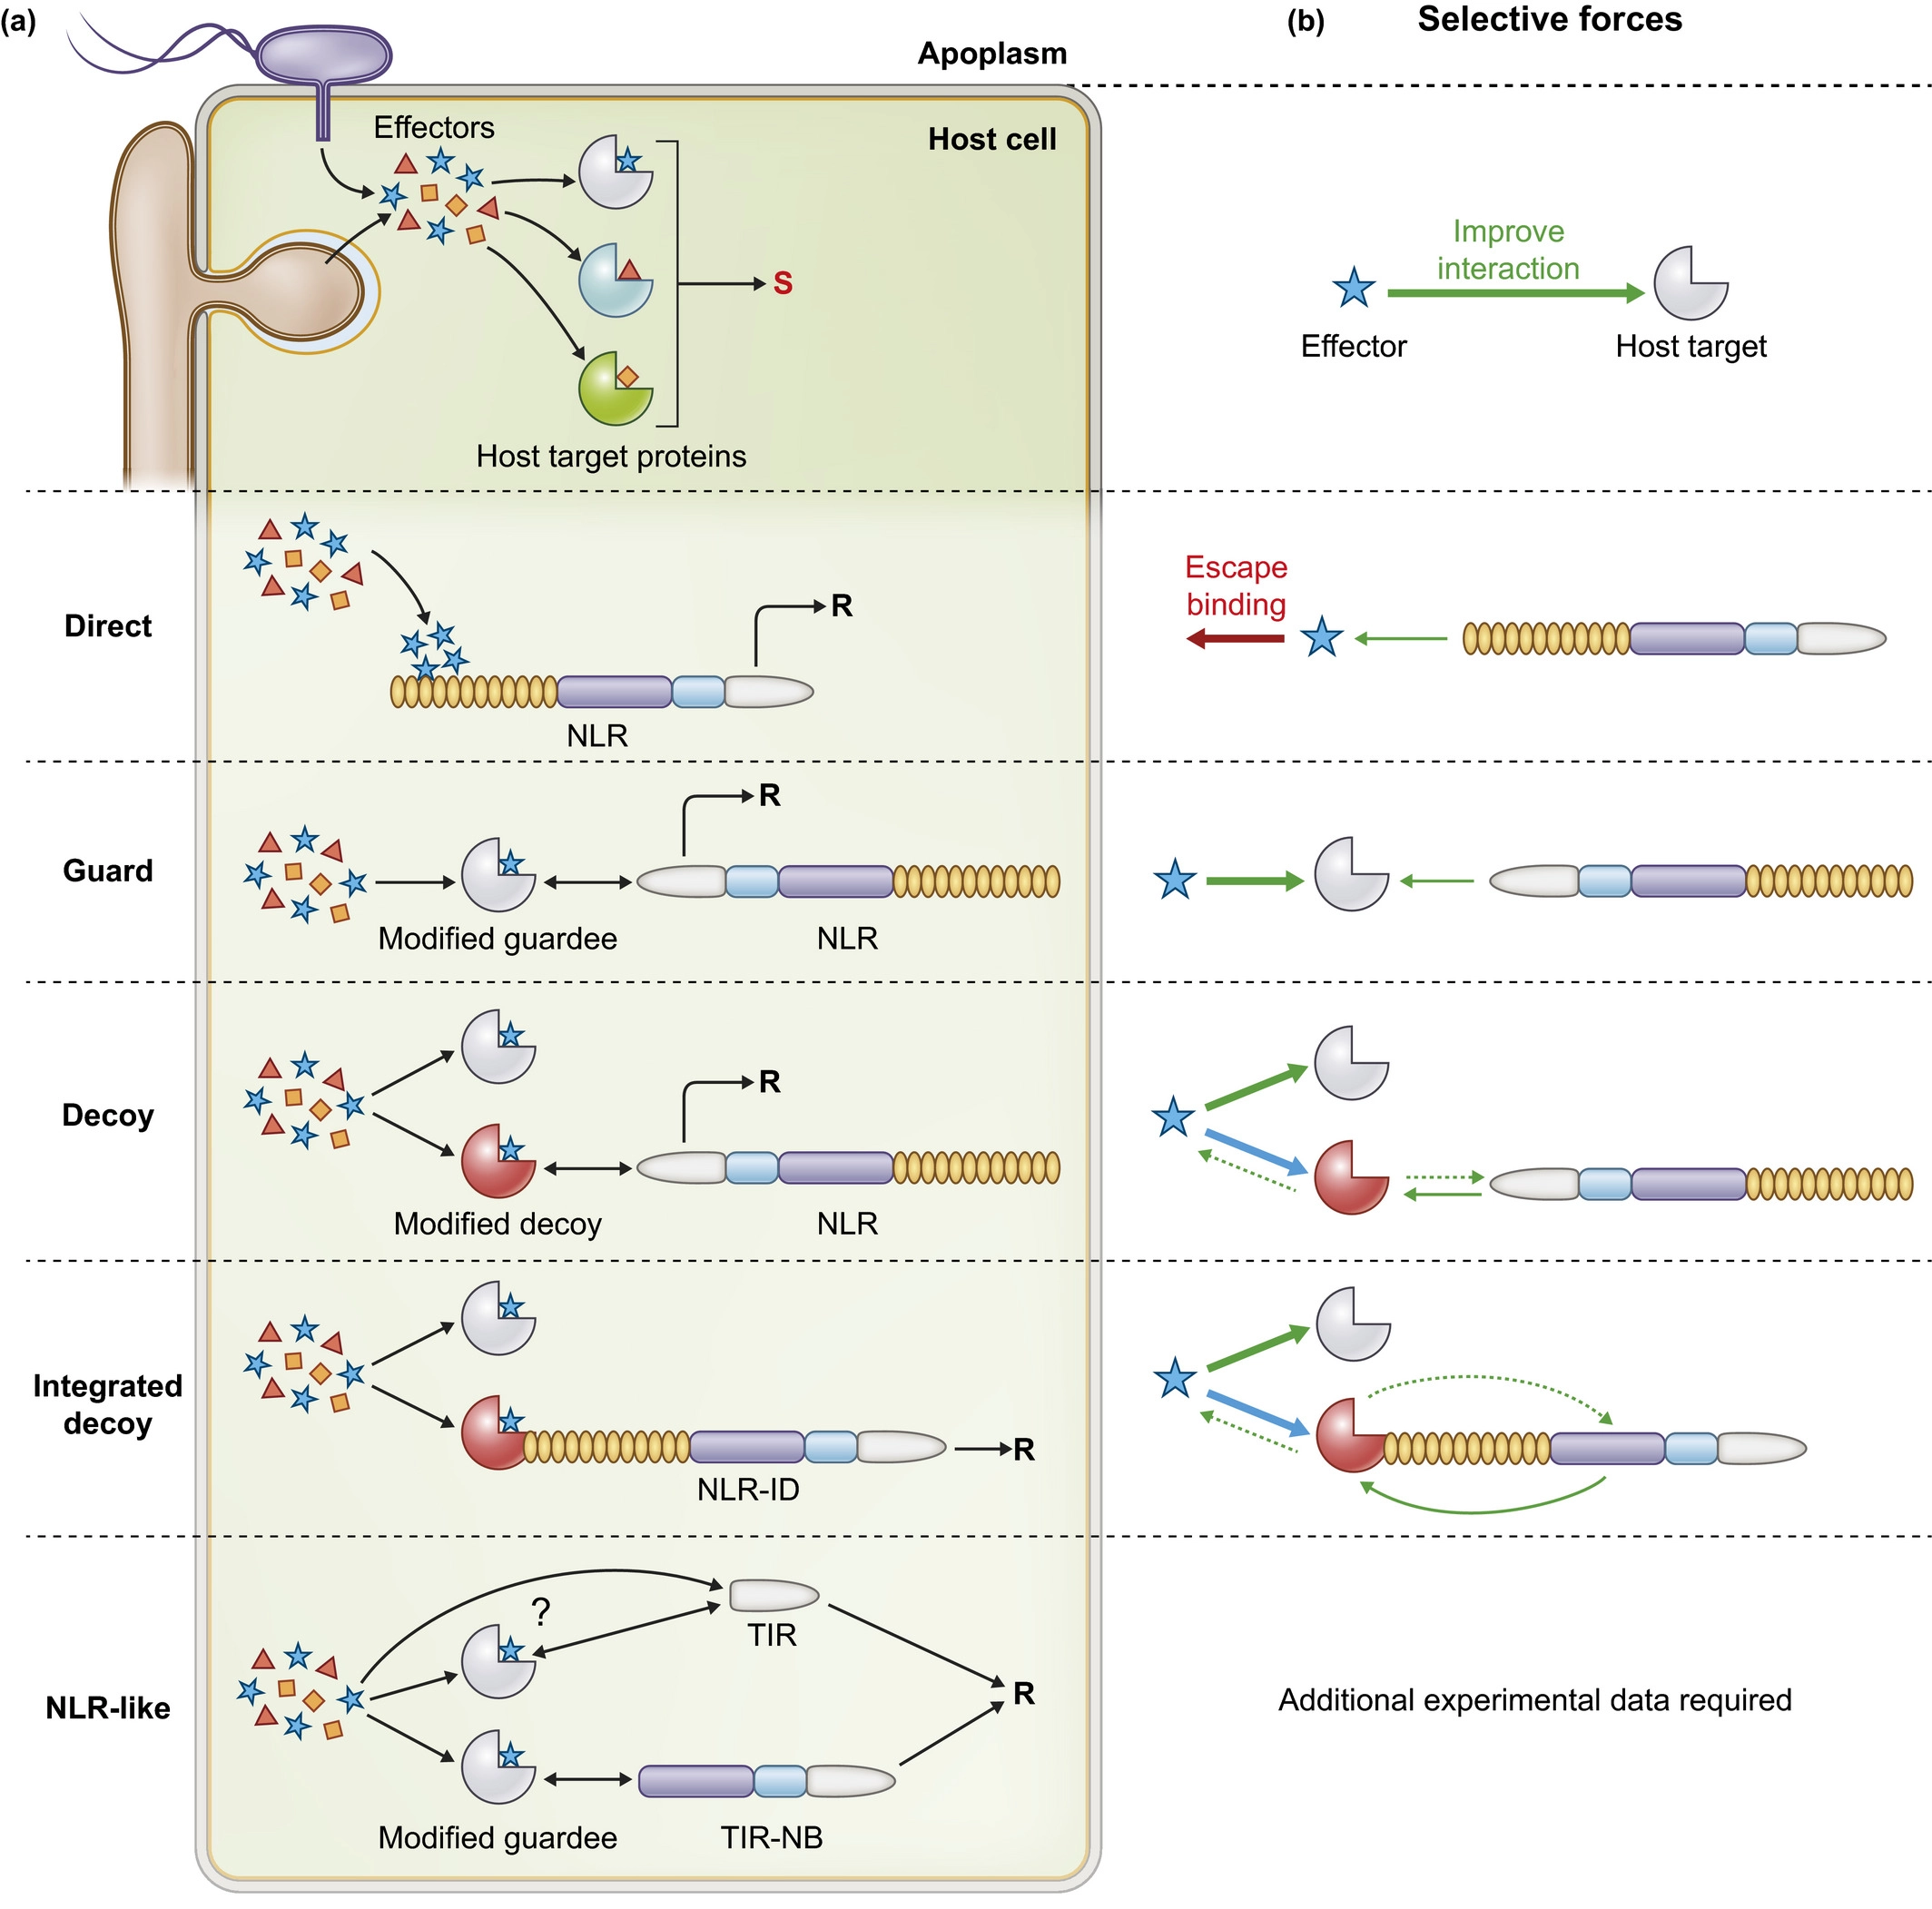 (a)
(b)
Selective forces
Apoplasm
Effectors
Host cell
S
Host target proteins
Improve
interaction
Effector
Host target
Direct
R
NLR
Escape
binding
Guard
R
Modified guardee
NLR
Decoy
R
Modified decoy
NLR
Integrated
decoy
R
NLR-ID
NLR-like
?
TIR
R
Modified guardee
TIR-NB
Additional experimental data required